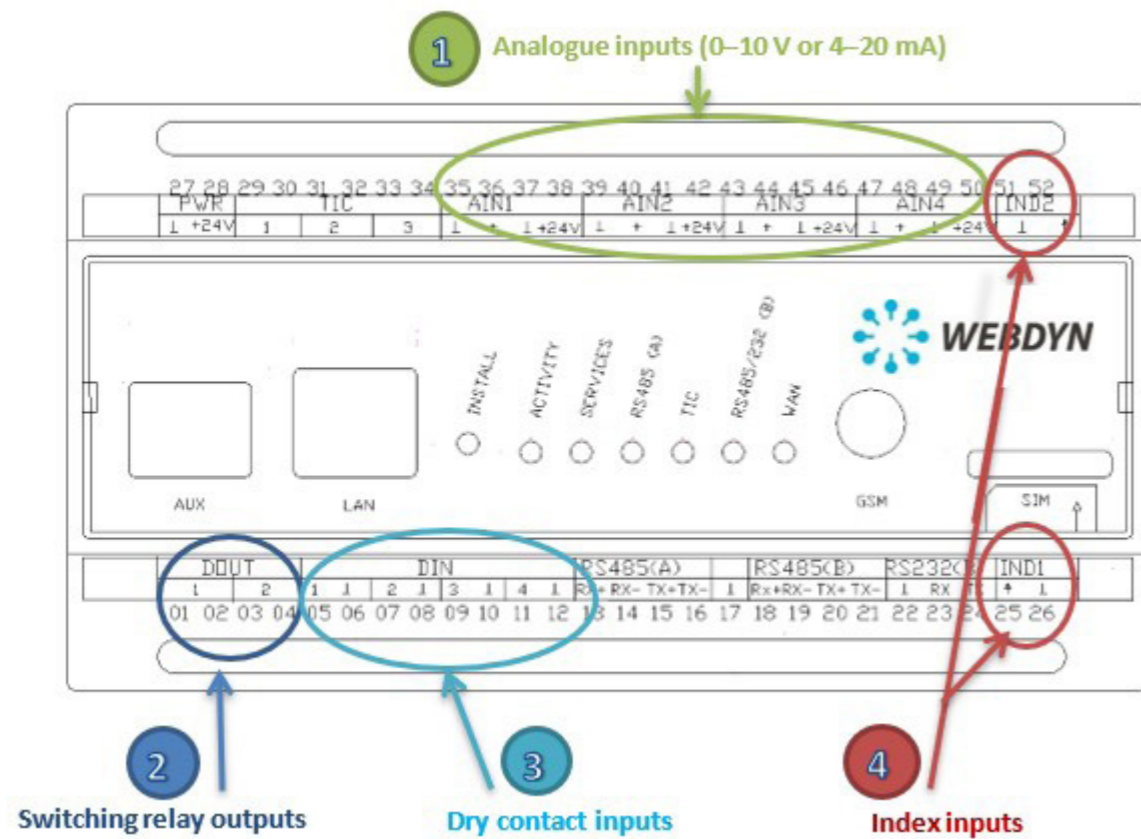 1 Analogue inputs (0–10 V or 4–20 mA)
27 28 29 30 31 32 33 34 35 36 37 38 39 40 41 42 43 44 45 46 47 48 49 50 51 52
PWR TIC AIN1 AIN2 AIN3 AIN4 IND2
⊥ +24V 1 2 3 ⊥ + ⊥ +24V ⊥ + ⊥ +24V ⊥ + ⊥ +24V ⊥ + ⊥ +24V ⊥ ↑
WEBDYN
INSTALL
ACTIVITY
SERVICES
RS485 (A)
TIC
RS485/232 (B)
WAN
AUX
LAN
GSM
SIM
DOUT DIN RS485(A) RS485(B) RS232( IND1
1 2 1 ⊥ 2 ⊥ 3 ⊥ 4 ⊥ RX+ RX- TX+ TX- ⊥ Rx+ RX- TX+ TX- ⊥ RX ↑ ⊥
01 02 03 04 05 06 07 08 09 10 11 12 13 14 15 16 17 18 19 20 21 22 23 24 25 26
2
Switching relay outputs
3
Dry contact inputs
4
Index inputs